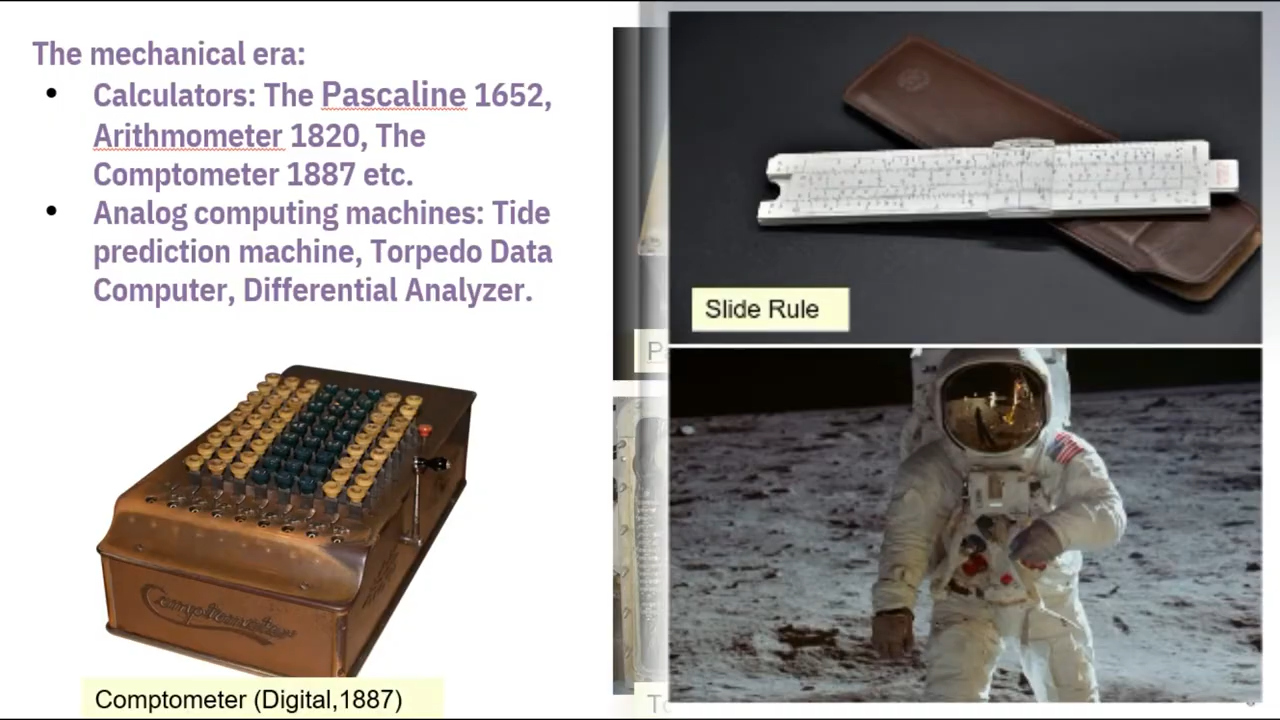 The mechanical era:
• Calculators: The Pascaline 1652,
Arithmometer 1820, The
Comptometer 1887 etc.
• Analog computing machines: Tide
prediction machine, Torpedo Data
Computer, Differential Analyzer.
Comptometer
Comptometer (Digital,1887)
Slide Rule